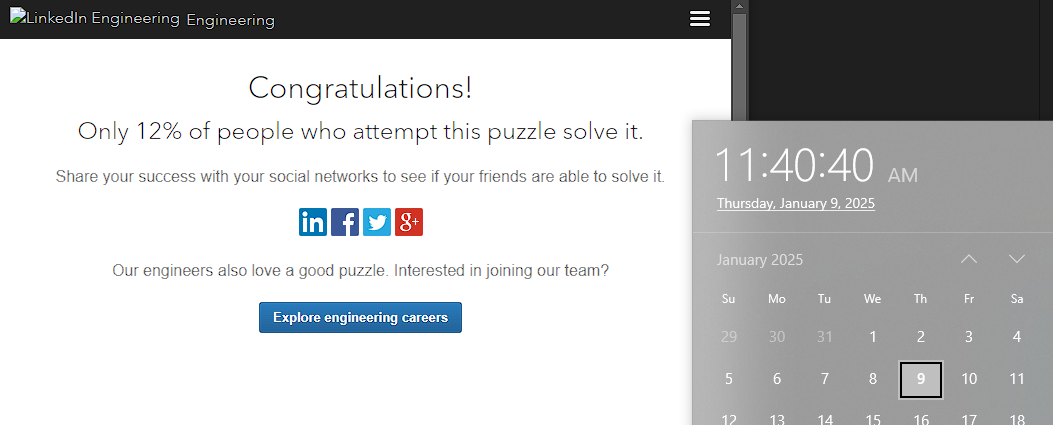 LinkedIn Engineering Engineering
Congratulations!
Only 12% of people who attempt this puzzle solve it.
Share your success with your social networks to see if your friends are able to solve it.
in f g+
Our engineers also love a good puzzle. Interested in joining our team?
Explore engineering careers
11:40:40 AM
Thursday, January 9, 2025
January 2025
Su Mo Tu We Th Fr Sa
29 30 31 1 2 3 4
5 6 7 8 9 10 11
12 13 14 15 16 17 18